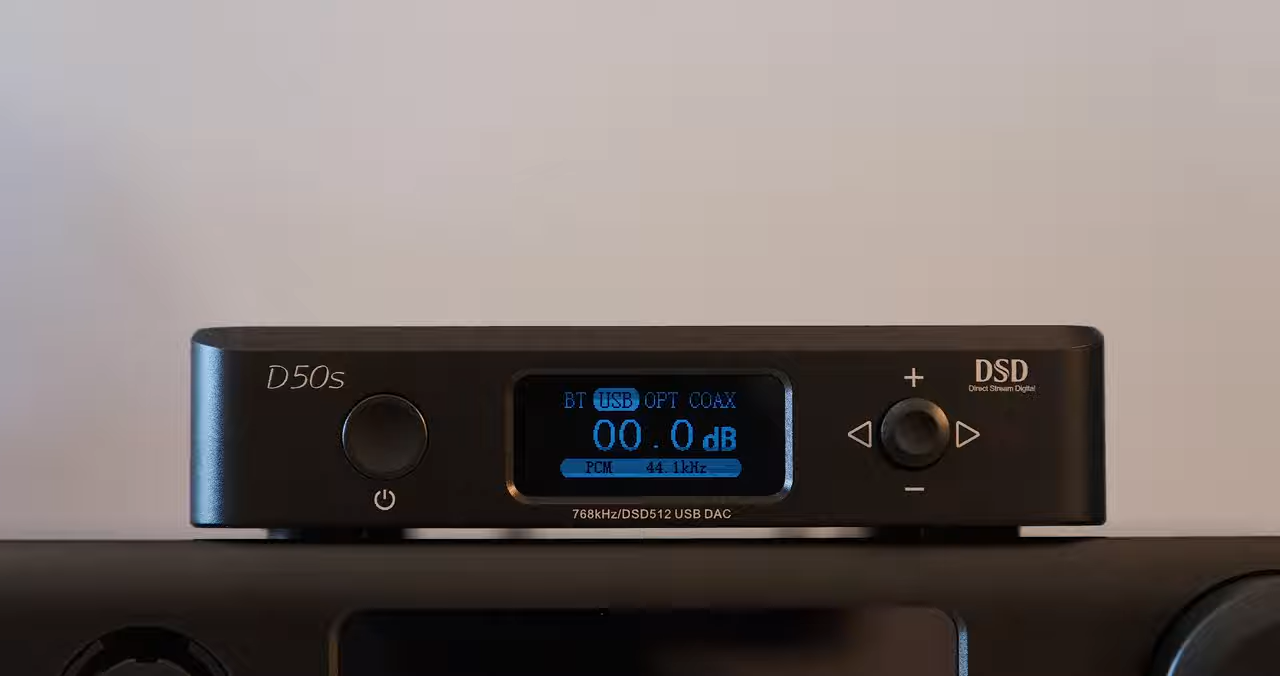 D50s
BT USB OPT COAX
00.0 dB
PCM 44.1kHz
768kHz/DSD512 USB DAC
+
−
DSD
Direct Stream Digital